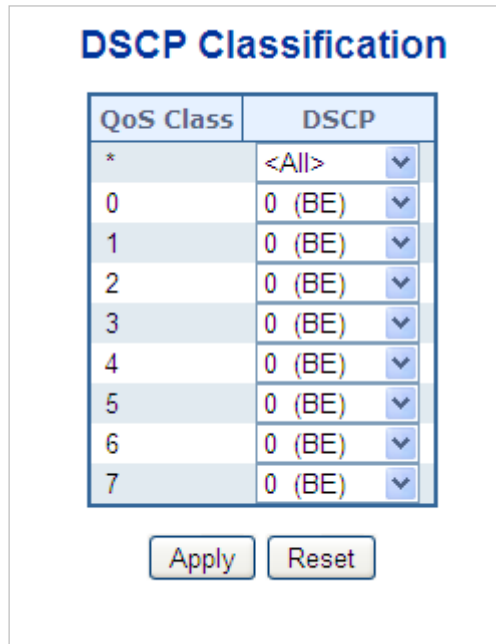 DSCP Classification
QoS Class DSCP
* <All>
0 0 (BE)
1 0 (BE)
2 0 (BE)
3 0 (BE)
4 0 (BE)
5 0 (BE)
6 0 (BE)
7 0 (BE)
Apply Reset